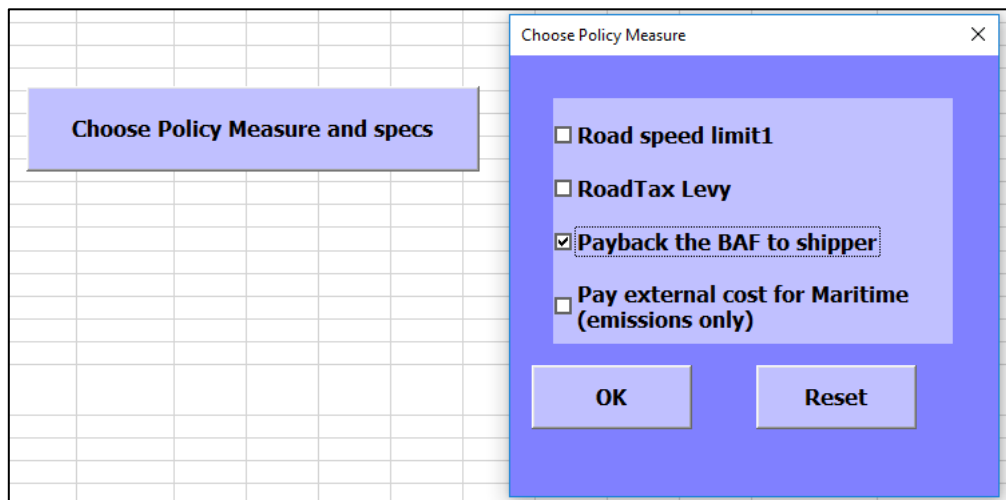 Choose Policy Measure
Choose Policy Measure and specs
Road speed limit1
RoadTax Levy
Payback the BAF to shipper
Pay external cost for Maritime
(emissions only)
OK
Reset